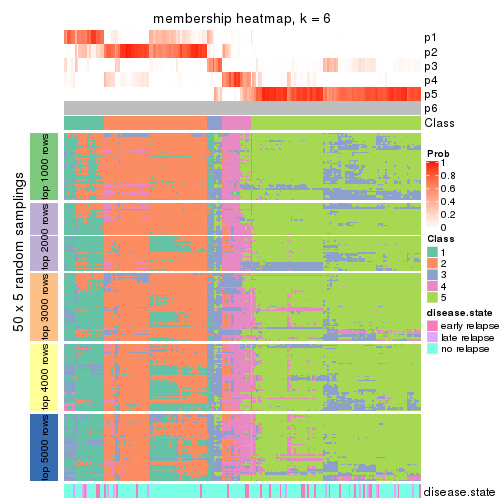 membership heatmap, k = 6
p1
p2
p3
p4
p5
p6
Class
50 x 5 random samplings
top 1000 rows
top 2000 rows
top 3000 rows
top 4000 rows
top 5000 rows
Prob
1
0.8
0.6
0.4
0.2
0
Class
1
2
3
4
5
disease.state
early relapse
late relapse
no relapse
disease.state